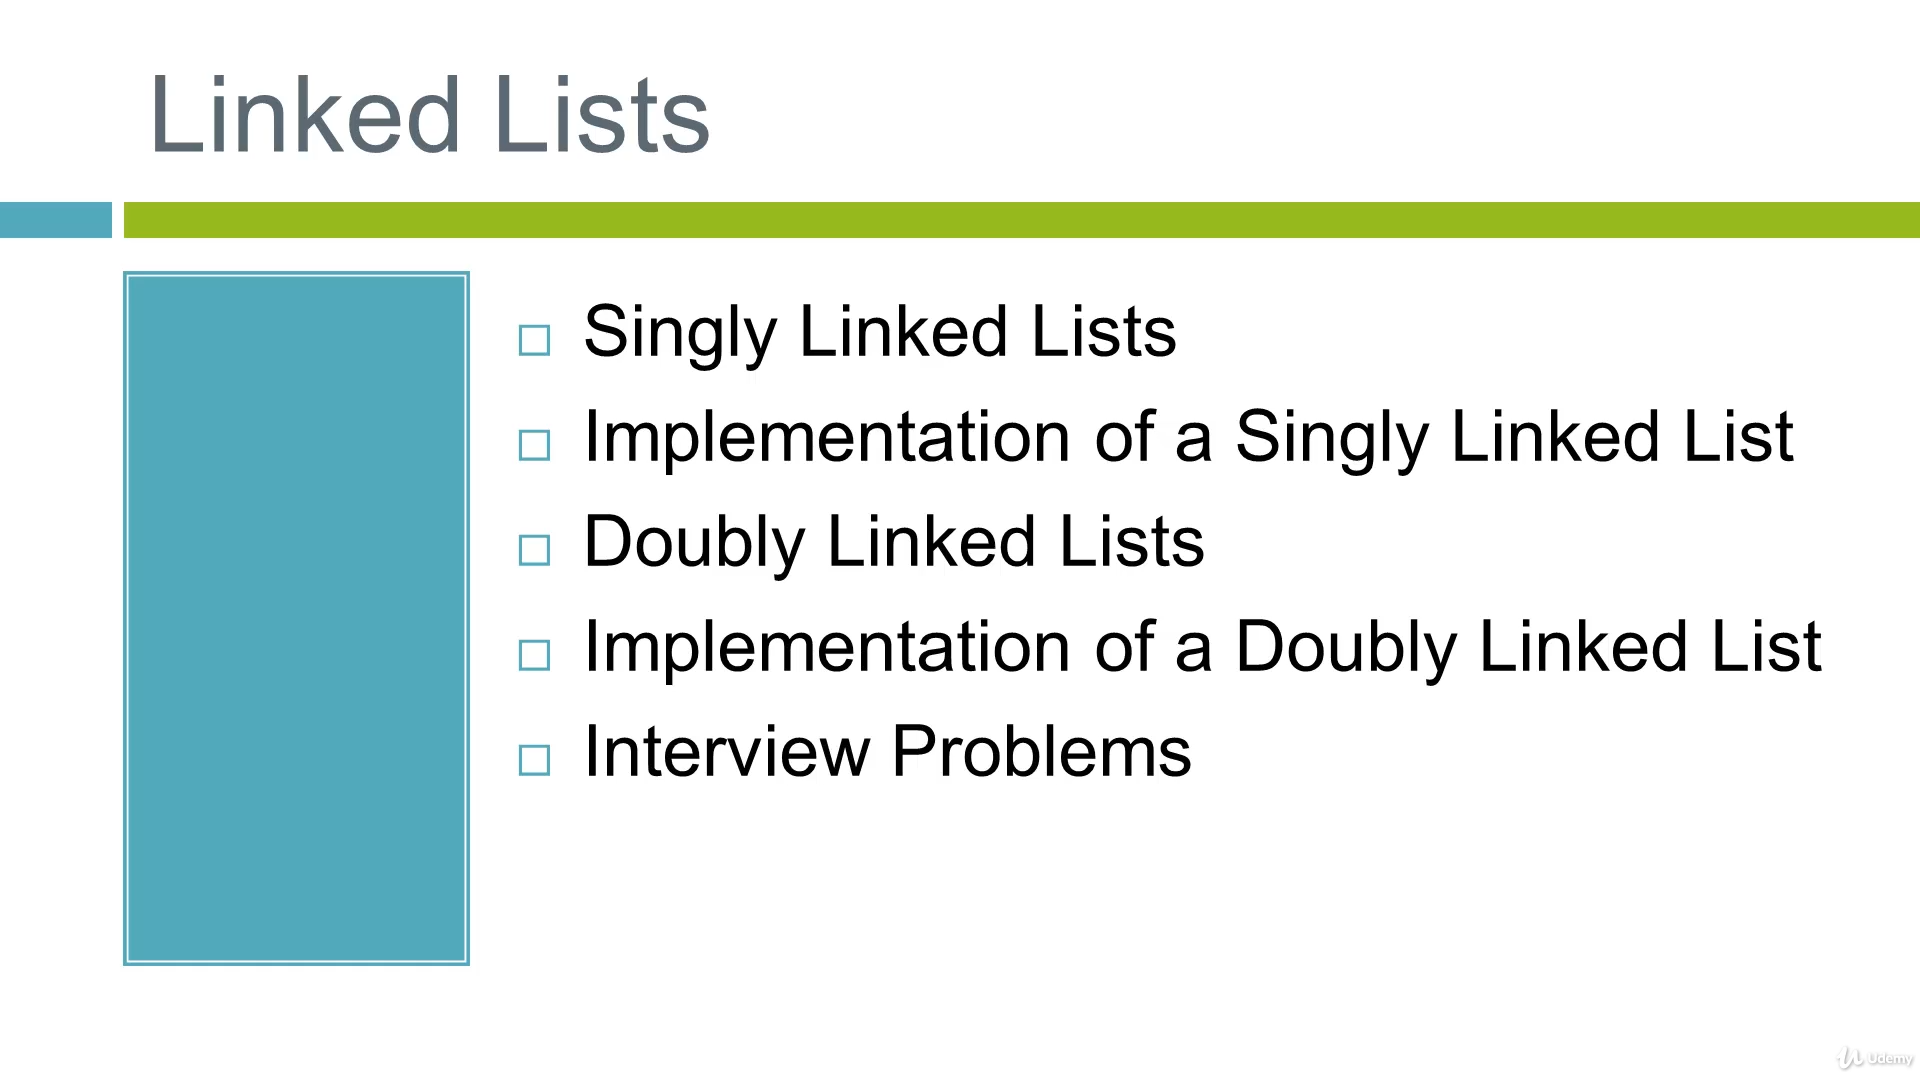 Linked Lists
Singly Linked Lists
Implementation of a Singly Linked List
Doubly Linked Lists
Implementation of a Doubly Linked List
Interview Problems
Udemy